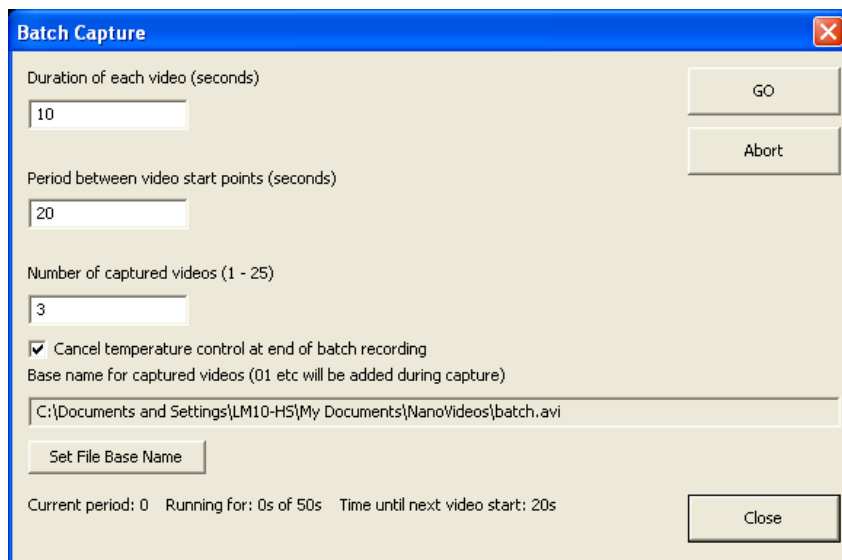 Batch Capture
Duration of each video (seconds)
10
GO
Abort
Period between video start points (seconds)
20
Number of captured videos (1 - 25)
3
Cancel temperature control at end of batch recording
Base name for captured videos (01 etc will be added during capture)
C:\Documents and Settings\LM10-HS\My Documents\NanoVideos\batch.avi
Set File Base Name
Current period: 0 Running for: 0s of 50s Time until next video start: 20s
Close